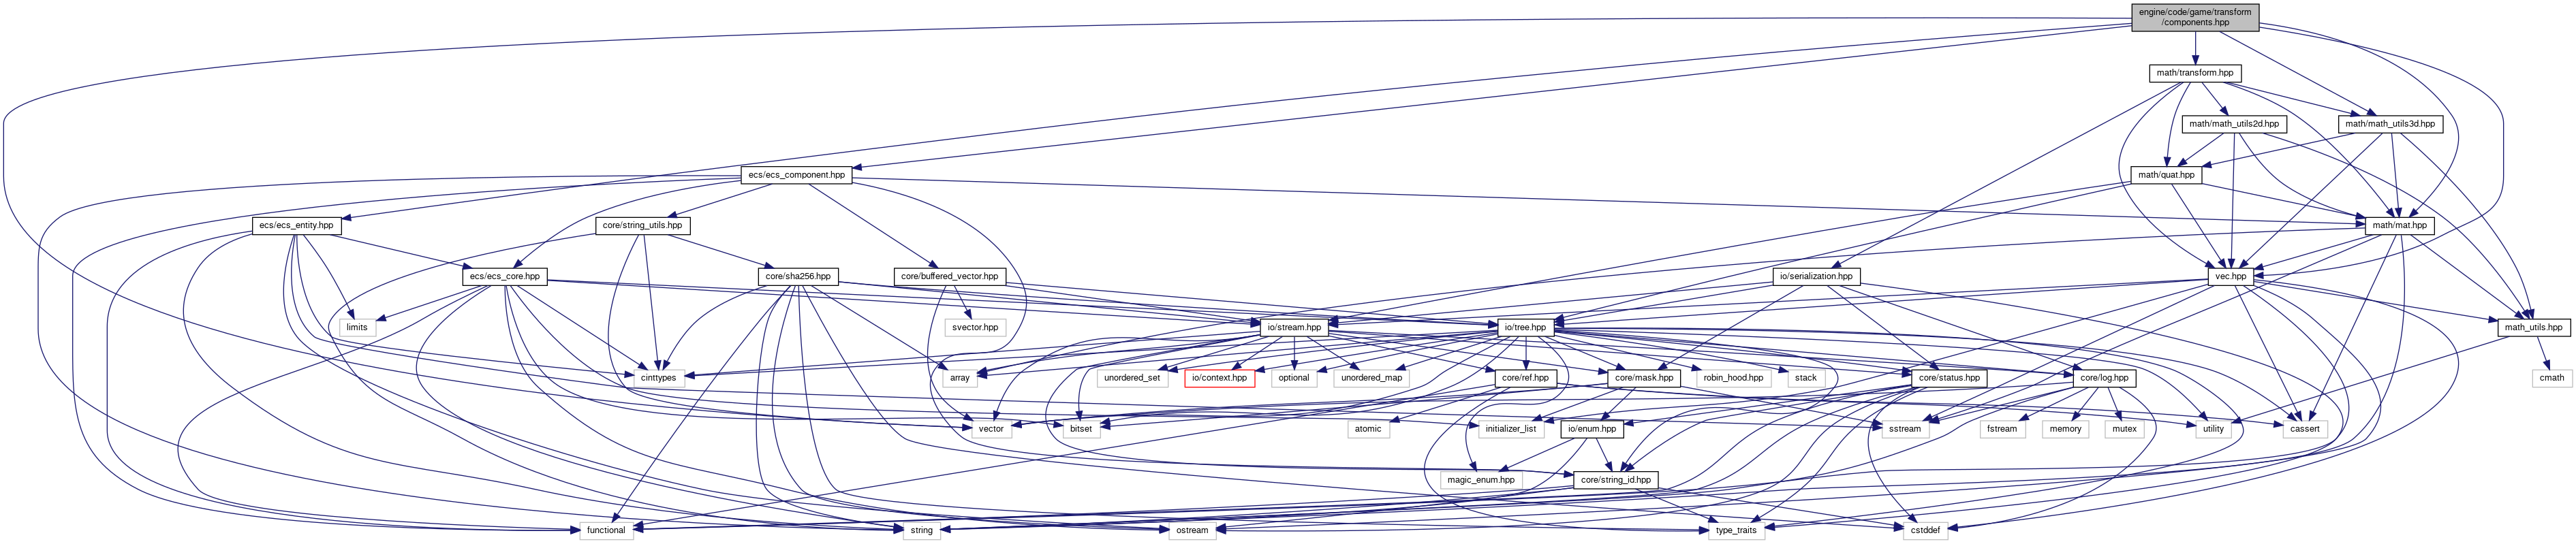 engine/code/game/transform
/components.hpp
math/transform.hpp
math/math_utils2d.hpp
math/math_utils3d.hpp
ecs/ecs_component.hpp
math/quat.hpp
ecs/ecs_entity.hpp
core/string_utils.hpp
math/mat.hpp
ecs/ecs_core.hpp
core/sha256.hpp
core/buffered_vector.hpp
io/serialization.hpp
vec.hpp
limits
svector.hpp
io/stream.hpp
io/tree.hpp
math_utils.hpp
cinttypes
array
unordered_set
io/context.hpp
optional
unordered_map
core/ref.hpp
core/mask.hpp
robin_hood.hpp
stack
core/status.hpp
core/log.hpp
cmath
vector
bitset
atomic
initializer_list
io/enum.hpp
sstream
fstream
memory
mutex
utility
cassert
magic_enum.hpp
core/string_id.hpp
functional
string
ostream
type_traits
cstddef